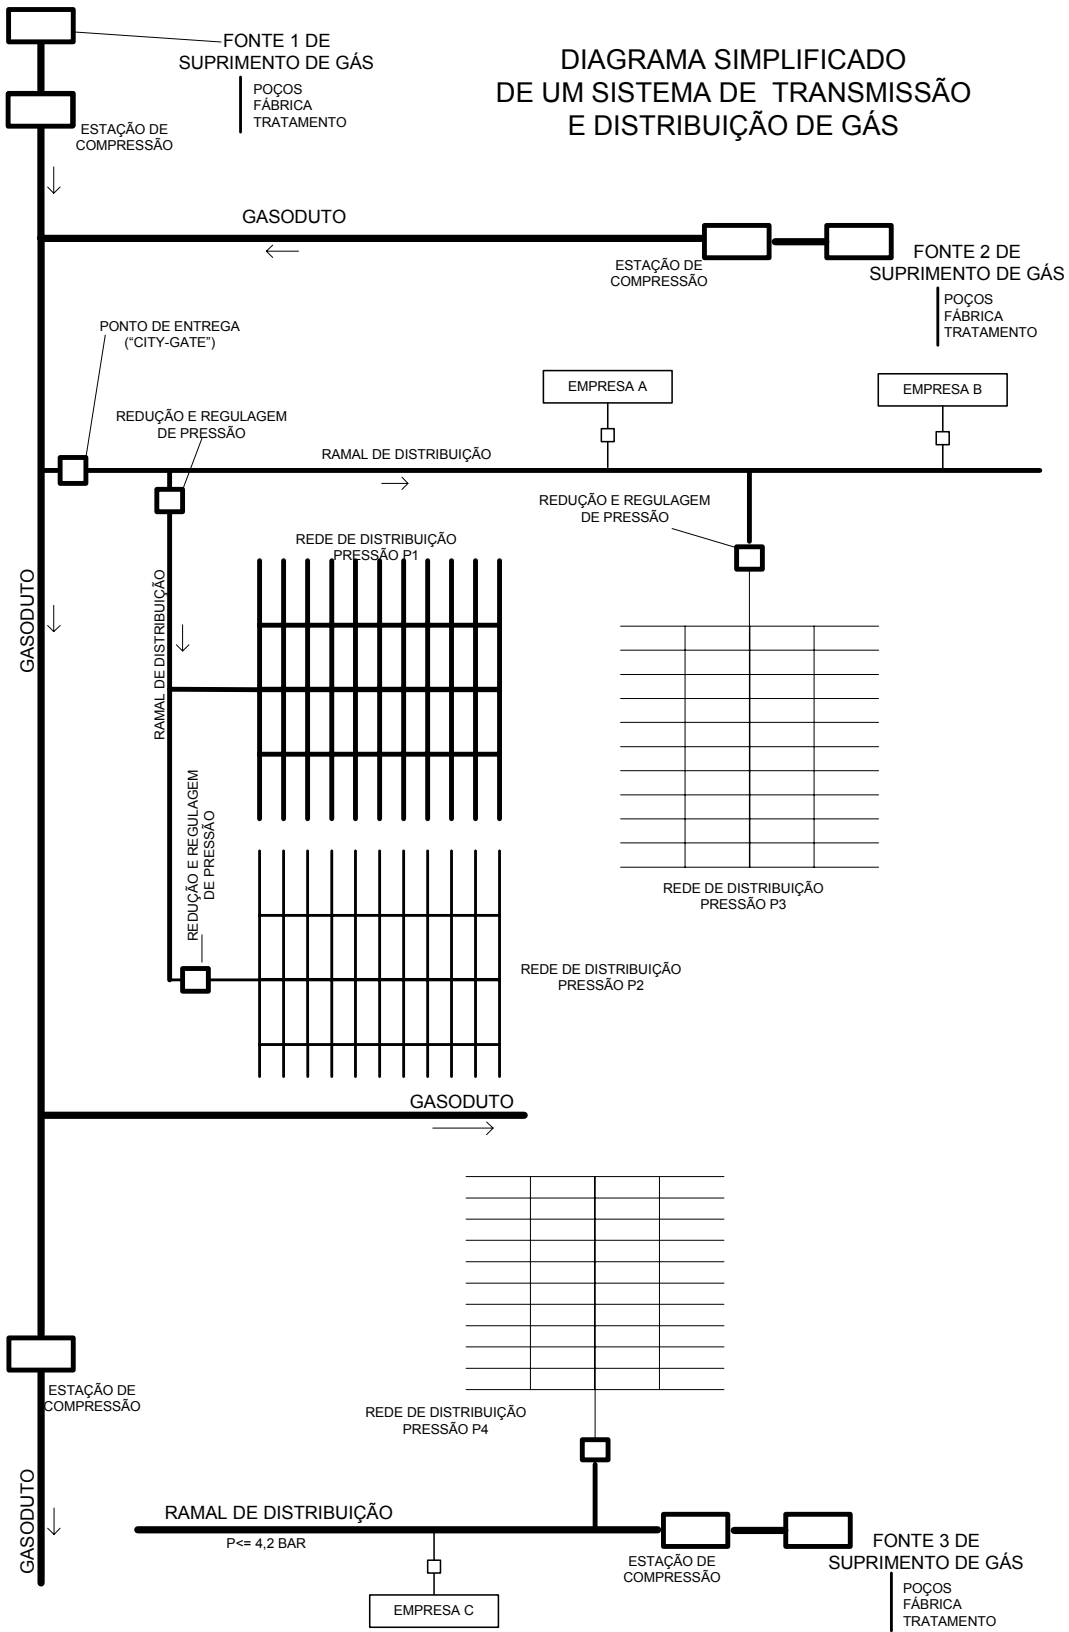 DIAGRAMA SIMPLIFICADO
DE UM SISTEMA DE TRANSMISSÃO
E DISTRIBUIÇÃO DE GÁS
FONTE 1 DE
SUPRIMENTO DE GÁS
POÇOS
FÁBRICA
TRATAMENTO
ESTAÇÃO DE
COMPRESSÃO
GASODUTO
ESTAÇÃO DE
COMPRESSÃO
FONTE 2 DE
SUPRIMENTO DE GÁS
POÇOS
FÁBRICA
TRATAMENTO
PONTO DE ENTREGA
(“CITY-GATE”)
REDUÇÃO E REGULAGEM
DE PRESSÃO
EMPRESA A
EMPRESA B
RAMAL DE DISTRIBUIÇÃO
REDUÇÃO E REGULAGEM
DE PRESSÃO
REDE DE DISTRIBUIÇÃO
PRESSÃO P1
GASODUTO
RAMAL DE DISTRIBUIÇÃO
REDUÇÃO E REGULAGEM
DE PRESSÃO
REDE DE DISTRIBUIÇÃO
PRESSÃO P3
REDE DE DISTRIBUIÇÃO
PRESSÃO P2
GASODUTO
ESTAÇÃO DE
COMPRESSÃO
REDE DE DISTRIBUIÇÃO
PRESSÃO P4
GASODUTO
RAMAL DE DISTRIBUIÇÃO
P<= 4,2 BAR
ESTAÇÃO DE
COMPRESSÃO
FONTE 3 DE
SUPRIMENTO DE GÁS
POÇOS
FÁBRICA
TRATAMENTO
EMPRESA C